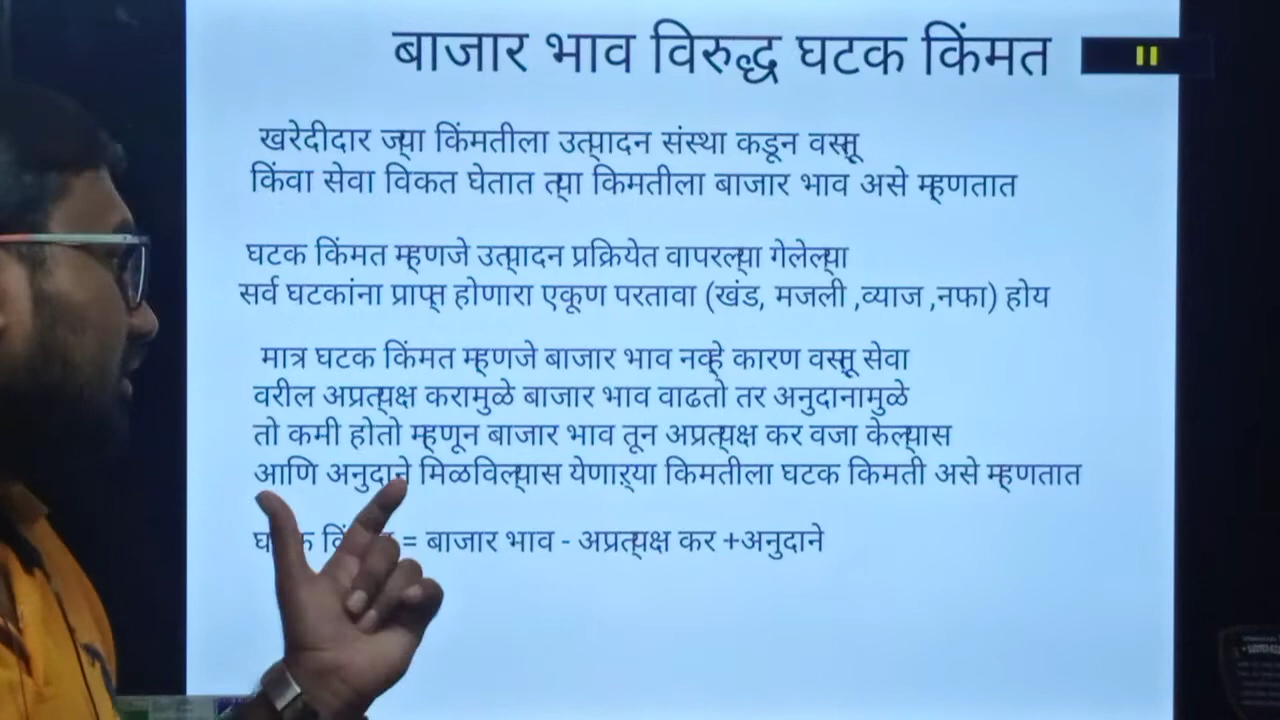 बाजार भाव विरुद्ध घटक किंमत
खरेदीदार ज्या किंमतीला उत्पादन संस्था कडून वस्तू
किंवा सेवा विकत घेतात त्या किमतीला बाजार भाव असे म्हणतात
घटक किंमत म्हणजे उत्पादन प्रक्रियेत वापरल्या गेलेल्या
सर्व घटकांना प्राप्त होणारा एकूण परतावा (खंड, मजली ,व्याज ,नफा) होय
मात्र घटक किंमत म्हणजे बाजार भाव नव्हे कारण वस्तू सेवा
वरील अप्रत्यक्ष करामुळे बाजार भाव वाढतो तर अनुदानामुळे
तो कमी होतो म्हणून बाजार भाव तून अप्रत्यक्ष कर वजा केल्यास
आणि अनुदाने मिळविल्यास येणाऱ्या किमतीला घटक किमती असे म्हणतात
= बाजार भाव - अप्रत्यक्ष कर +अनुदाने